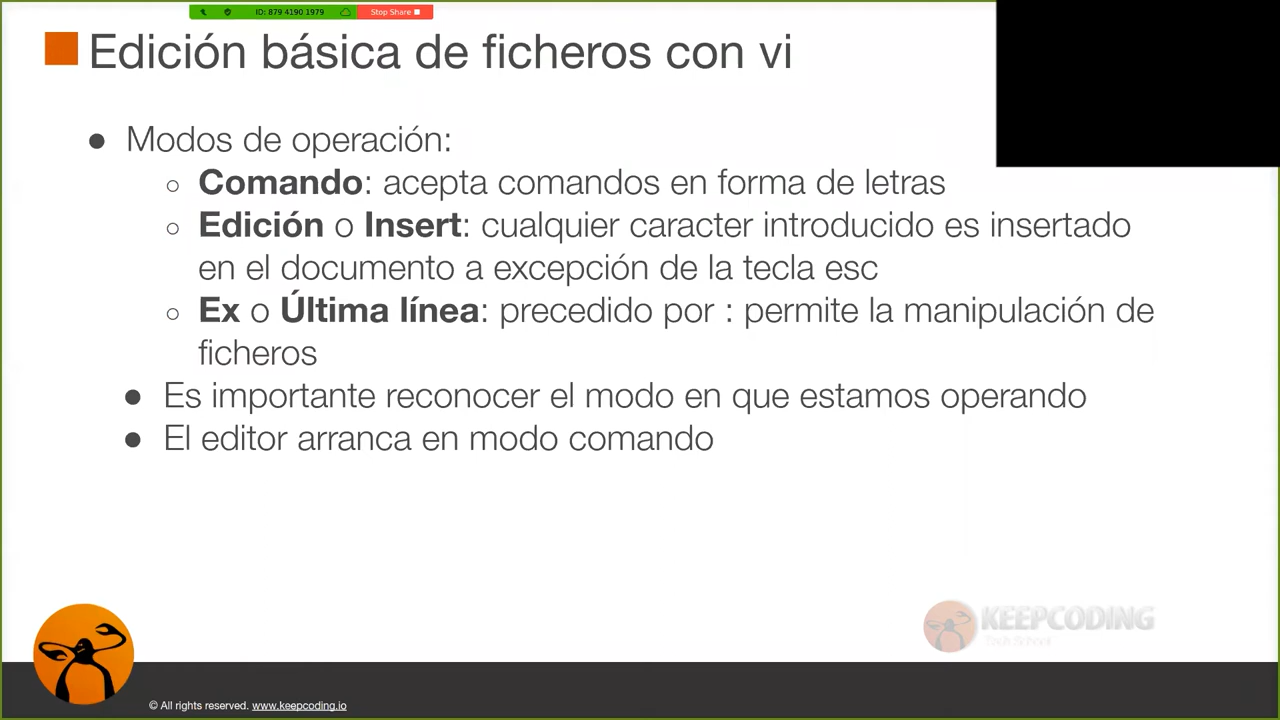 ID: 879 4190 1979
Stop Share
Edición básica de ficheros con vi
● Modos de operación:
○ Comando: acepta comandos en forma de letras
○ Edición o Insert: cualquier caracter introducido es insertado
en el documento a excepción de la tecla esc
○ Ex o Última línea: precedido por : permite la manipulación de
ficheros
● Es importante reconocer el modo en que estamos operando
● El editor arranca en modo comando
KEEPCODING
Tech School
© All rights reserved. www.keepcoding.io